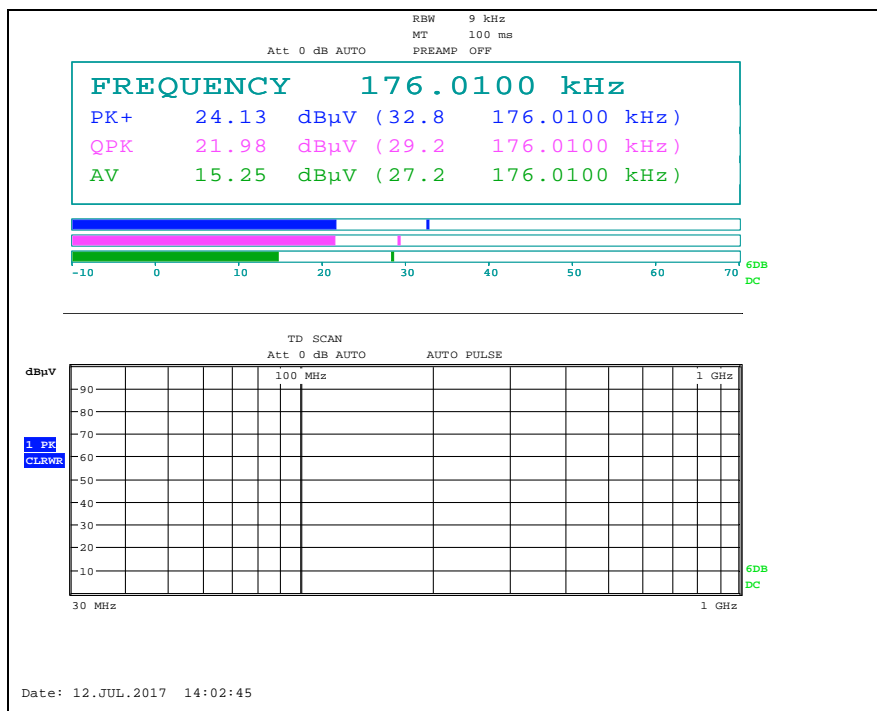 RBW 9 kHz
MT 100 ms
Att 0 dB AUTO PREAMP OFF
FREQUENCY 176.0100 kHz
PK+ 24.13 dBµV (32.8 176.0100 kHz)
QPK 21.98 dBµV (29.2 176.0100 kHz)
AV 15.25 dBµV (27.2 176.0100 kHz)
-10 0 10 20 30 40 50 60 70
6DB
DC
TD SCAN
Att 0 dB AUTO AUTO PULSE
dBµV
100 MHz 1 GHz
90
80
70
1 PK
CLRWR
60
50
40
30
20
10
6DB
DC
30 MHz 1 GHz
Date: 12.JUL.2017 14:02:45